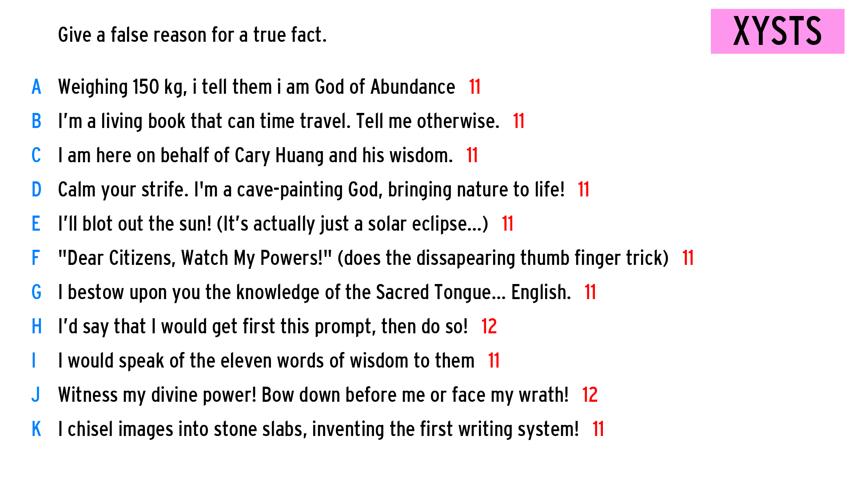 Give a false reason for a true fact.
XYSTS
A Weighing 150 kg, i tell them i am God of Abundance 11
B I'm a living book that can time travel. Tell me otherwise. 11
C I am here on behalf of Cary Huang and his wisdom. 11
D Calm your strife. I'm a cave-painting God, bringing nature to life! 11
E I'll blot out the sun! (It's actually just a solar eclipse...) 11
F "Dear Citizens, Watch My Powers!" (does the dissapearing thumb finger trick) 11
G I bestow upon you the knowledge of the Sacred Tongue... English. 11
H I'd say that I would get first this prompt, then do so! 12
I I would speak of the eleven words of wisdom to them 11
J Witness my divine power! Bow down before me or face my wrath! 12
K I chisel images into stone slabs, inventing the first writing system! 11